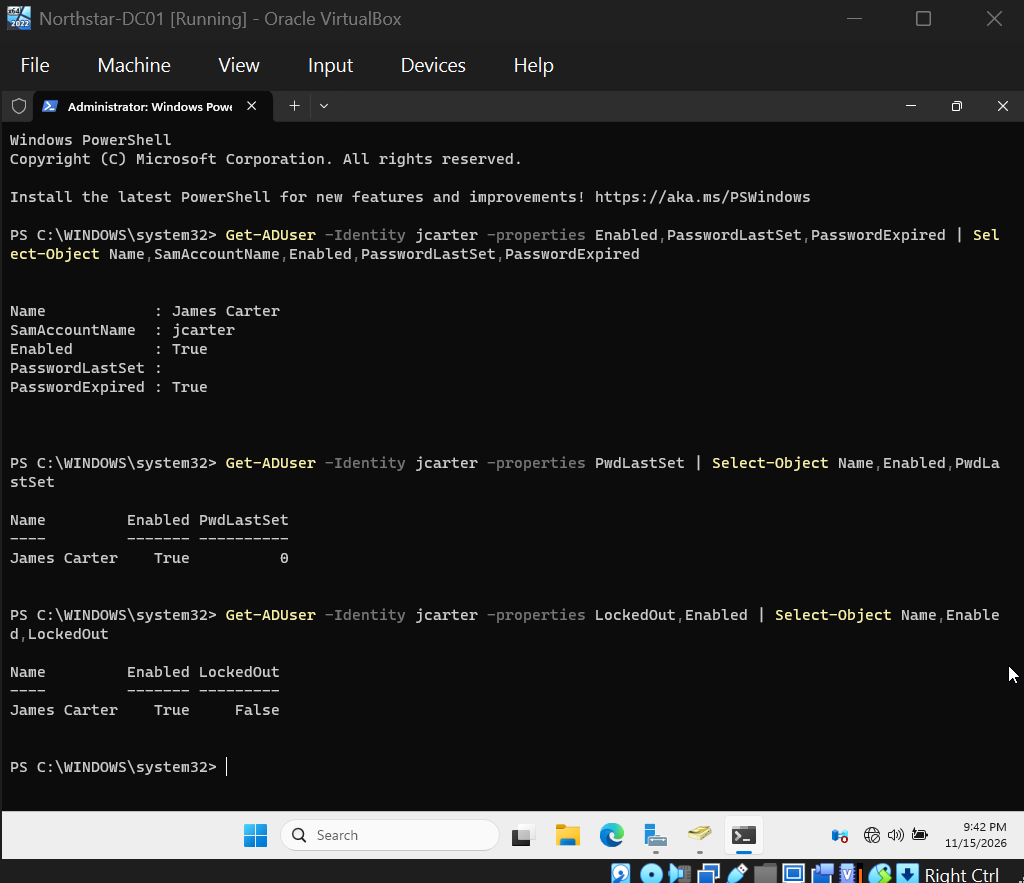 Northstar-DC01 [Running] - Oracle VirtualBox
File Machine View Input Devices Help
Administrator: Windows Powe
Windows PowerShell
Copyright (C) Microsoft Corporation. All rights reserved.
Install the latest PowerShell for new features and improvements! https://aka.ms/PSWindows
PS C:\WINDOWS\system32> Get-ADUser -Identity jcarter -properties Enabled,PasswordLastSet,PasswordExpired | Sel
ect-Object Name,SamAccountName,Enabled,PasswordLastSet,PasswordExpired
Name : James Carter
SamAccountName : jcarter
Enabled : True
PasswordLastSet :
PasswordExpired : True
PS C:\WINDOWS\system32> Get-ADUser -Identity jcarter -properties PwdLastSet | Select-Object Name,Enabled,PwdLa
stSet
Name Enabled PwdLastSet
---- ------- ----------
James Carter True 0
PS C:\WINDOWS\system32> Get-ADUser -Identity jcarter -properties LockedOut,Enabled | Select-Object Name,Enable
d,LockedOut
Name Enabled LockedOut
---- ------- ---------
James Carter True False
PS C:\WINDOWS\system32>
Search
9:42 PM
11/15/2026
Right Ctrl